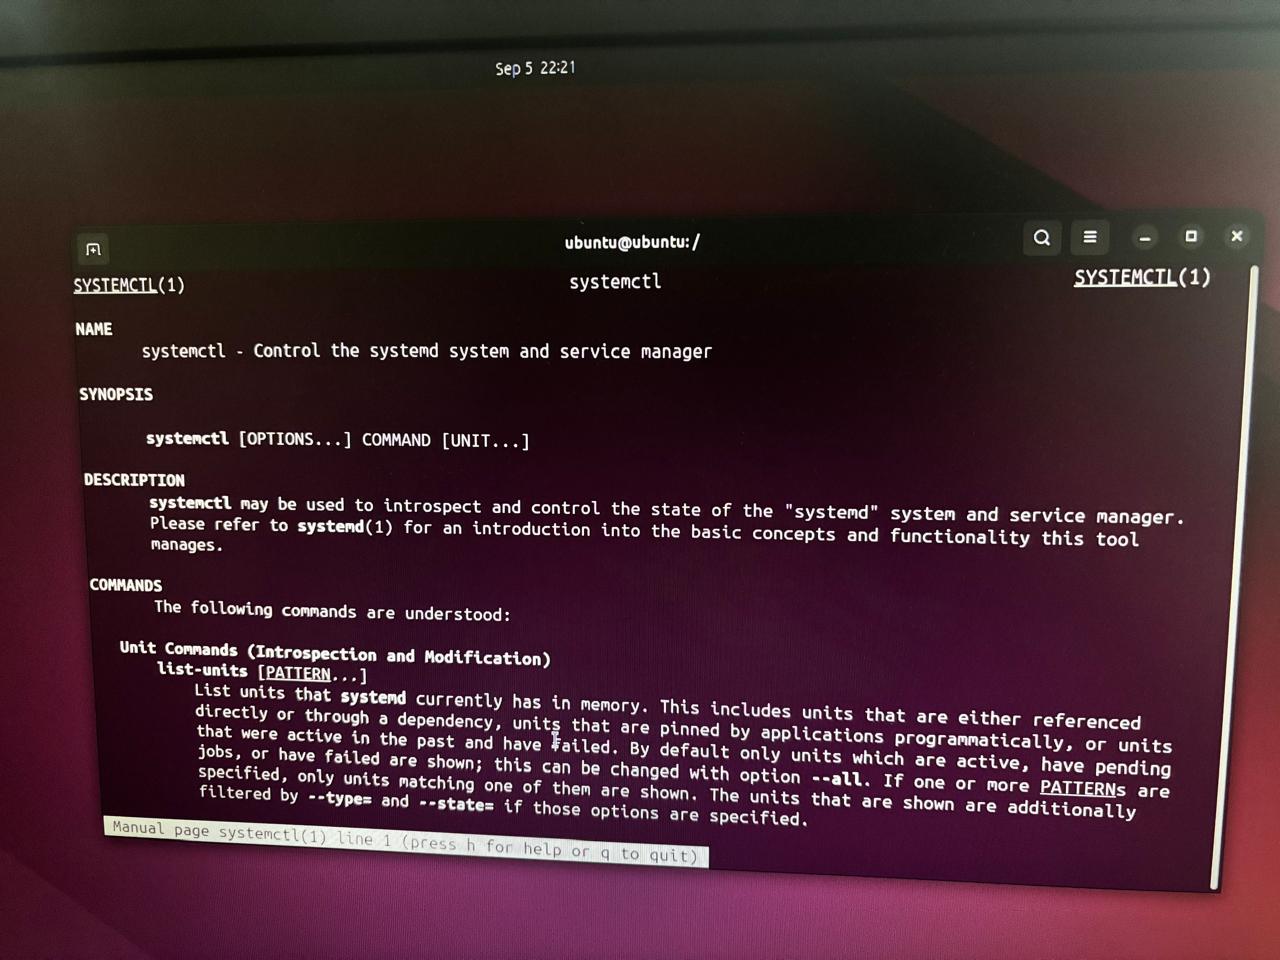 Sep 5 22:21
ubuntu@ubuntu: /
SYSTEMCTL(1) systemctl SYSTEMCTL(1)
NAME
systemctl - Control the systemd system and service manager
SYNOPSIS
systemctl [OPTIONS...] COMMAND [UNIT...]
DESCRIPTION
systemctl may be used to introspect and control the state of the "systemd" system and service manager.
Please refer to systemd(1) for an introduction into the basic concepts and functionality this tool
manages.
COMMANDS
The following commands are understood:
Unit Commands (Introspection and Modification)
list-units [PATTERN...]
List units that systemd currently has in memory. This includes units that are either referenced
directly or through a dependency, units that are pinned by applications programmatically, or units
that were active in the past and have failed. By default only units which are active, have pending
jobs, or have failed are shown; this can be changed with option --all. If one or more PATTERNs are
specified, only units matching one of them are shown. The units that are shown are additionally
filtered by --type= and --state= if those options are specified.
Manual page systemctl(1) line 1 (press h for help or q to quit)